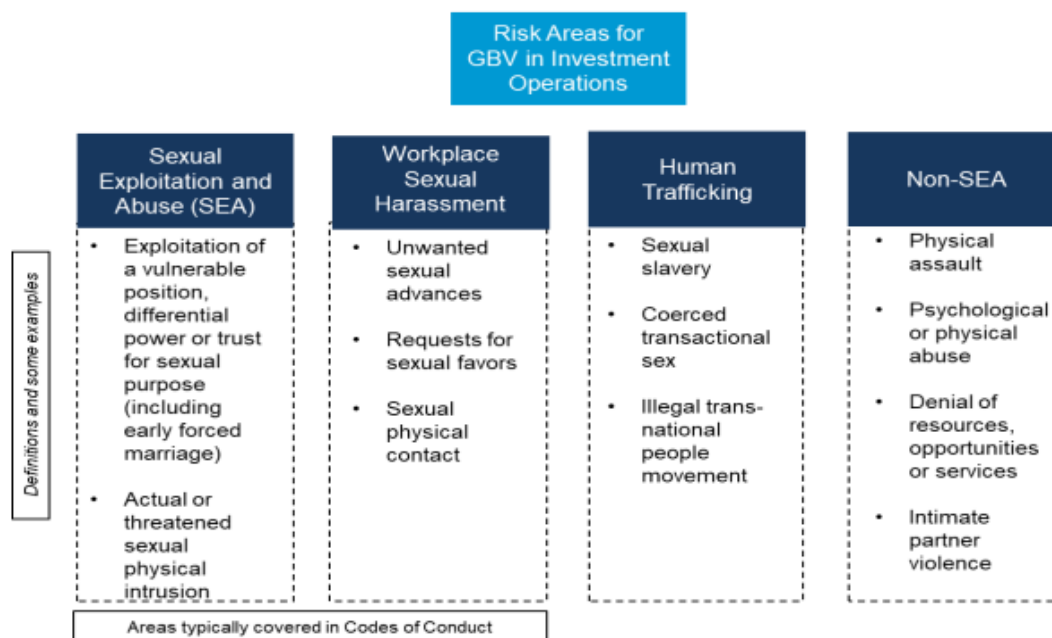 Risk Areas for
GBV in Investment
Operations
Sexual
Exploitation and
Abuse (SEA)
Workplace
Sexual
Harassment
Human
Trafficking
Non-SEA
Definitions and some examples
• Exploitation of
a vulnerable
position,
differential
power or trust
for sexual
purpose
(including
early forced
marriage)
• Actual or
threatened
sexual
physical
intrusion
• Unwanted
sexual
advances
• Requests for
sexual favors
• Sexual
physical
contact
• Sexual
slavery
• Coerced
transactional
sex
• Illegal trans-
national
people
movement
• Physical
assault
• Psychological
or physical
abuse
• Denial of
resources,
opportunities
or services
• Intimate
partner
violence
Areas typically covered in Codes of Conduct